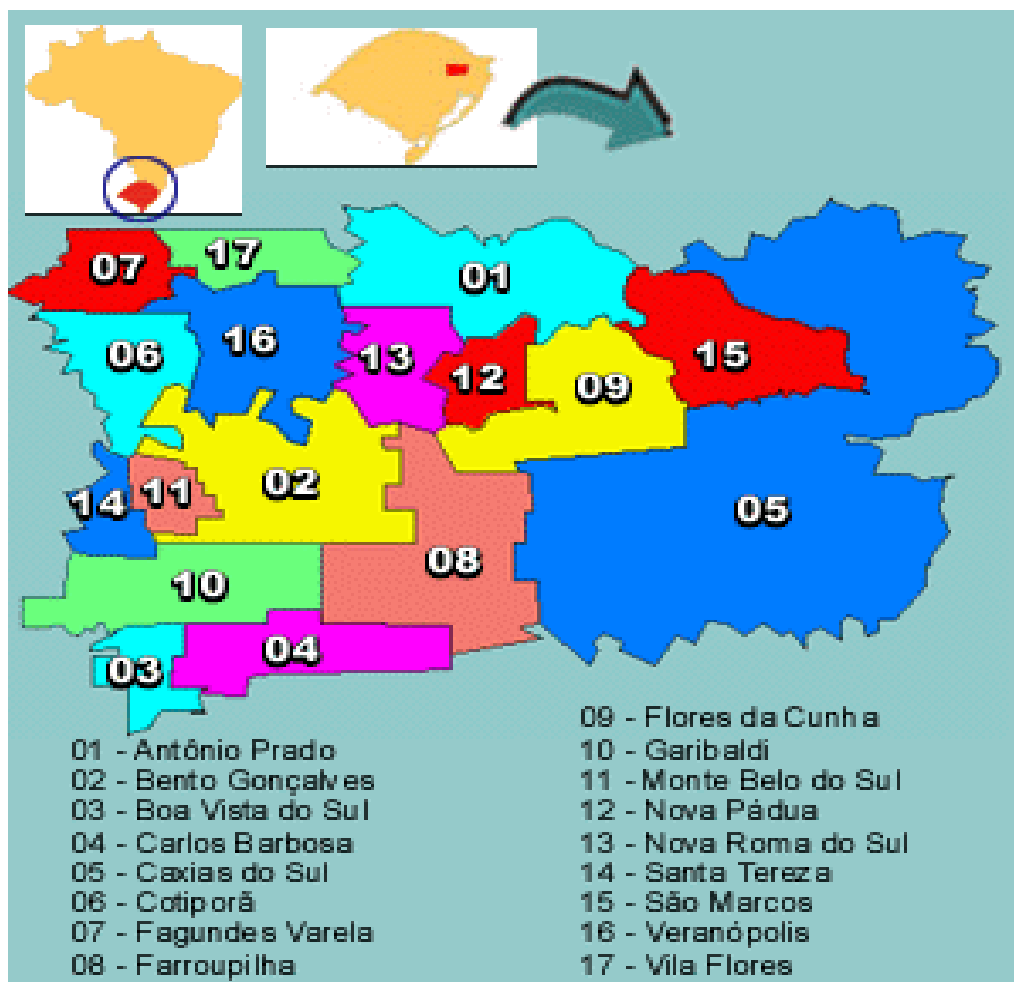 07
17
01
16
06
13
12
09
15
14
11
02
05
10
08
03
04
01 - Antônio Prado
02 - Bento Gonçalves
03 - Boa Vista do Sul
04 - Carlos Barbosa
05 - Caxias do Sul
06 - Cotiporã
07 - Fagundes Varela
08 - Farroupilha
09 - Flores da Cunha
10 - Garibaldi
11 - Monte Belo do Sul
12 - Nova Pádua
13 - Nova Roma do Sul
14 - Santa Tereza
15 - São Marcos
16 - Veranópolis
17 - Vila Flores